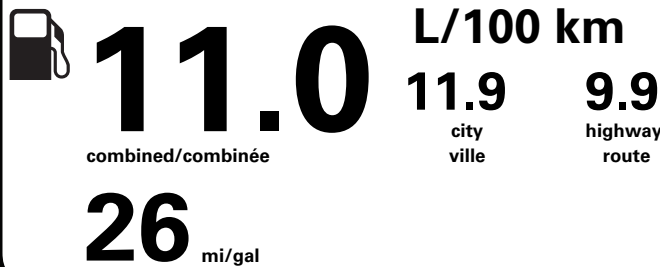 11.0
L/100 km
11.9 9.9
city highway
ville route
combined/combinée
26 mi/gal